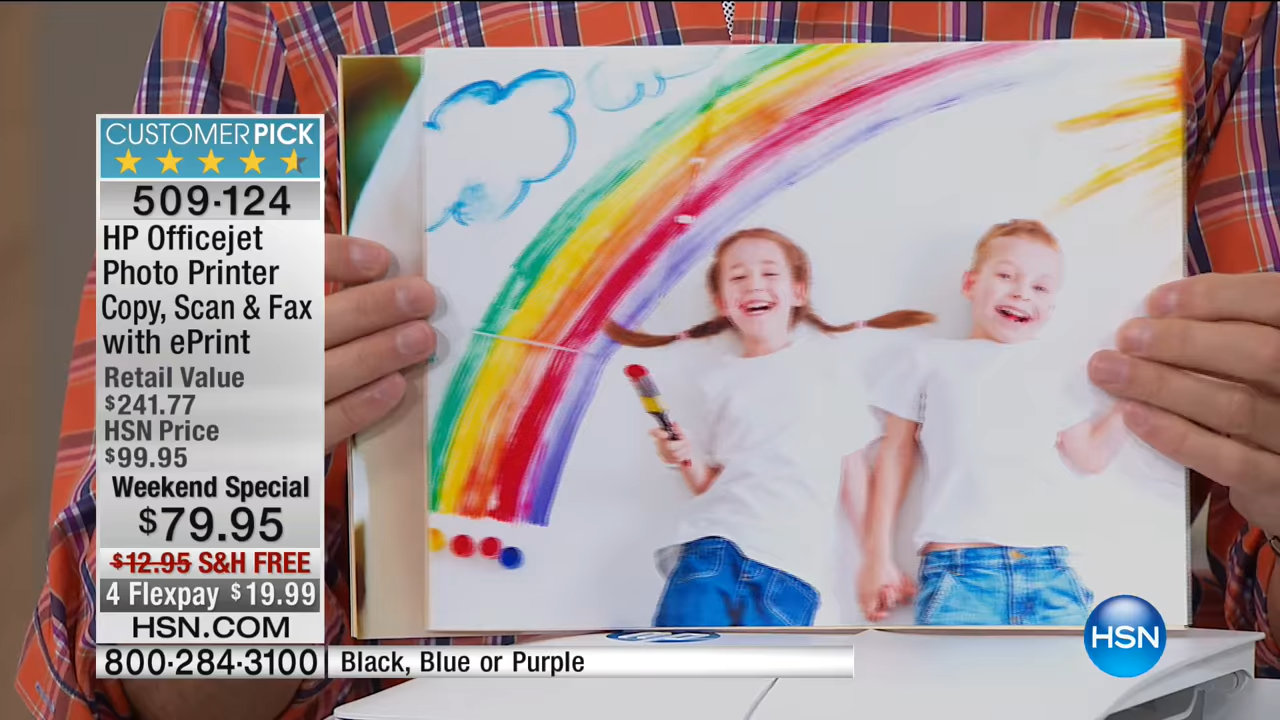 CUSTOMER PICK
509·124
HP Officejet
Photo Printer
Copy, Scan & Fax
with ePrint
Retail Value
$241.77
HSN Price
$99.95
Weekend Special
$79.95
$12.95 S&H FREE
4 Flexpay $19.99
HSN.COM
800·284·3100
Black, Blue or Purple
HSN